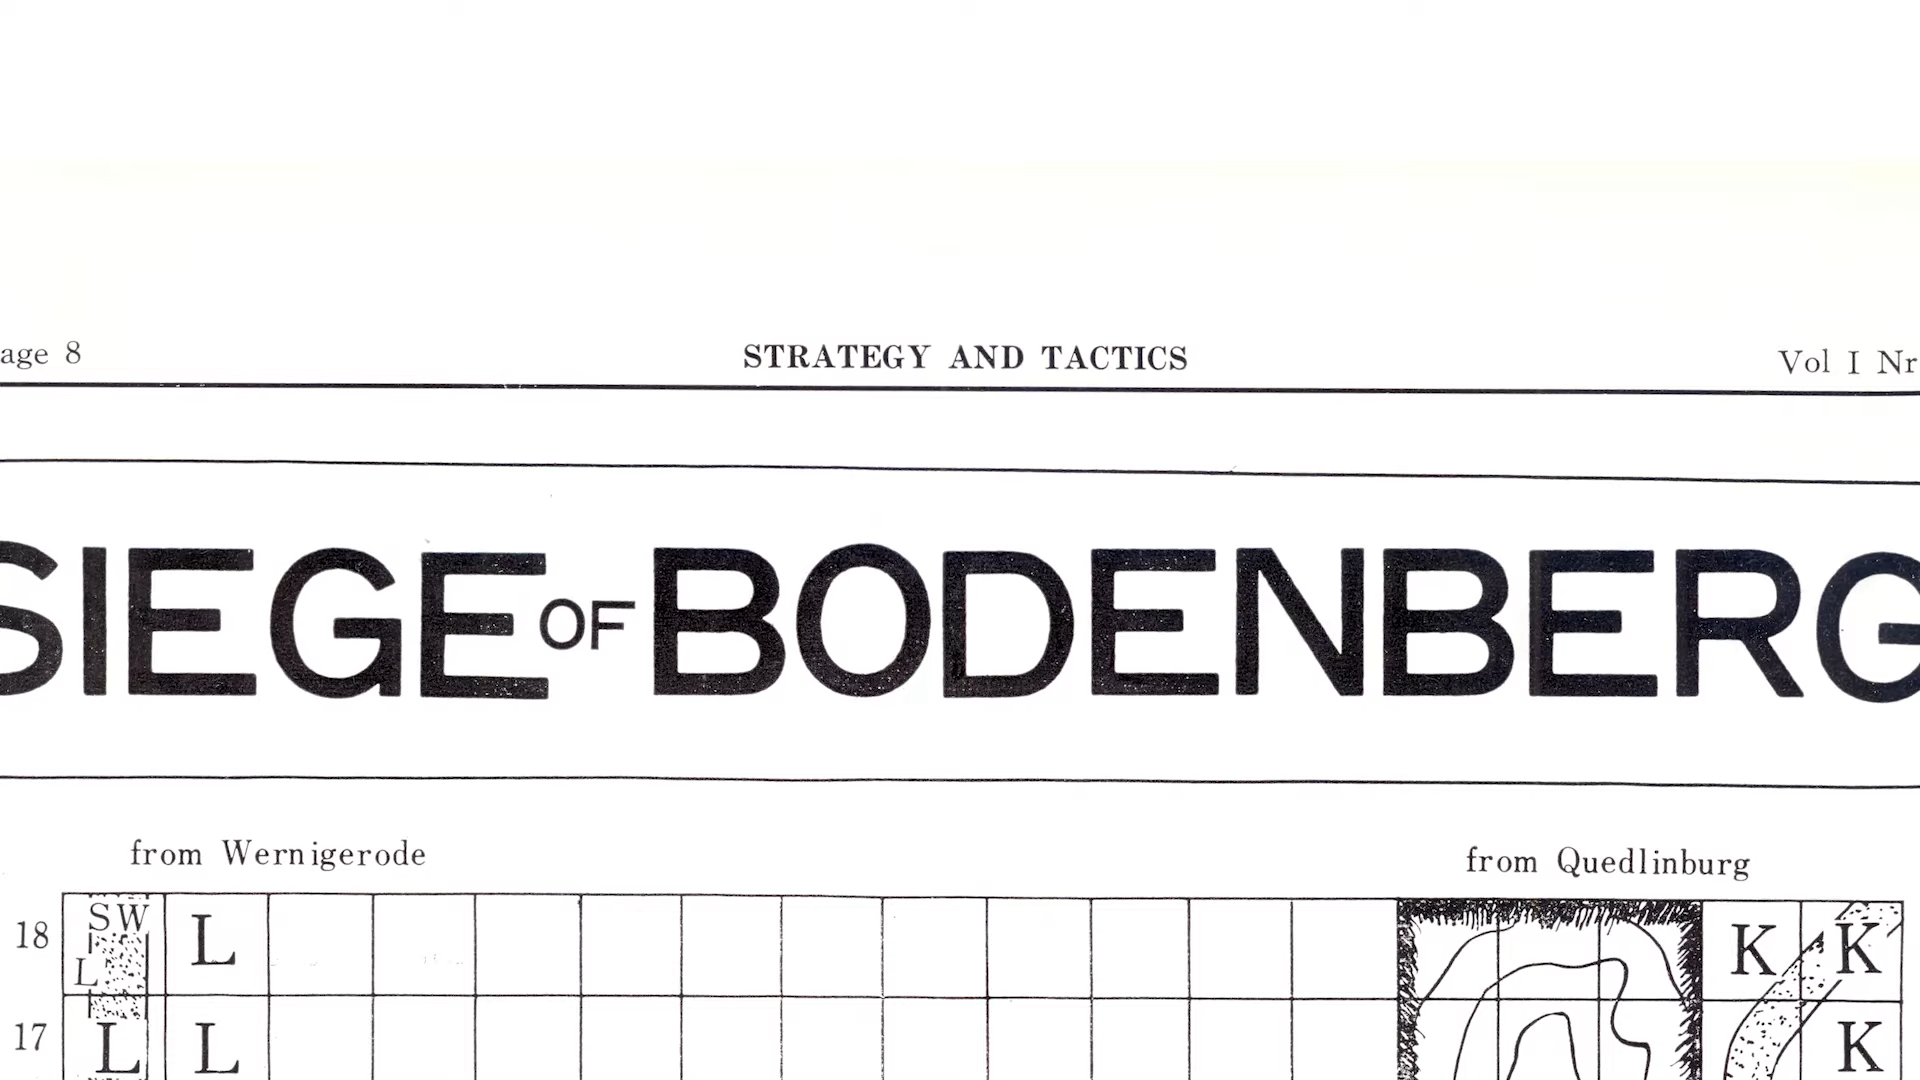 age 8 STRATEGY AND TACTICS Vol I Nr
SIEGE OF BODENBERG
from Wernigerode from Quedlinburg
18 SW L L K K
17 L L K